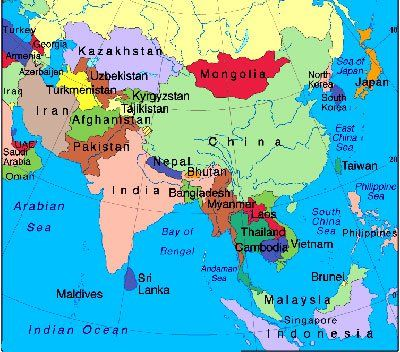 Turkey
Georgia
Armenia
Azerbaijan
Kazakhstan
Uzbekistan
Turkmenistan
Kyrgyzstan
Tajikistan
Mongolia
North Korea
South Korea
Sea of Japan
Japan
Iraq
Iran
Afghanistan
Pakistan
China
East China Sea
UAE
Saudi Arabia
Oman
Nepal
Bhutan
India
Bangladesh
Myanmar
Laos
Taiwan
Thailand
Cambodia
Vietnam
South China Sea
Philippine Sea
Philippines
Arabian Sea
Bay of Bengal
Andaman Sea
Sri Lanka
Maldives
Brunei
Malaysia
Singapore
Indonesia
Indian Ocean